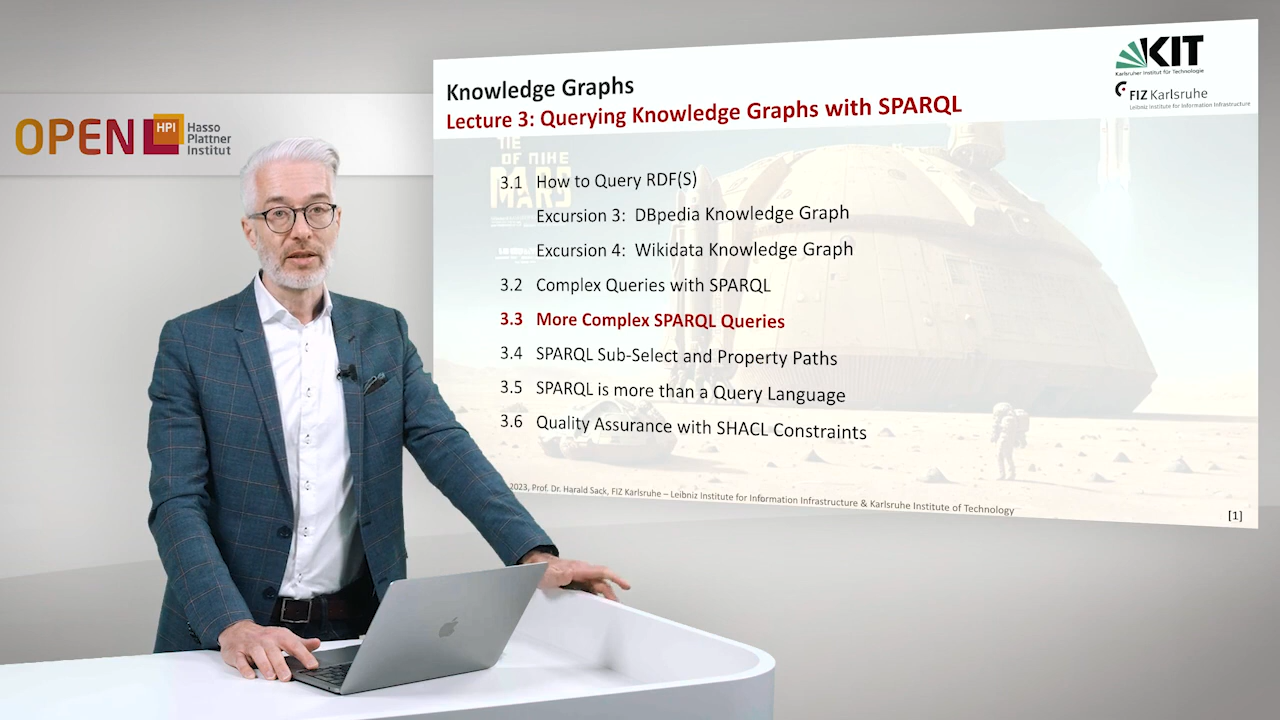 OPEN HPI Hasso
Plattner
Institut
Knowledge Graphs
Lecture 3: Querying Knowledge Graphs with SPARQL
KIT
Karlsruher Institut für Technologie
FIZ Karlsruhe
Leibniz Institute for Information Infrastructure
3.1 How to Query RDF(S)
Excursion 3: DBpedia Knowledge Graph
Excursion 4: Wikidata Knowledge Graph
3.2 Complex Queries with SPARQL
3.3 More Complex SPARQL Queries
3.4 SPARQL Sub-Select and Property Paths
3.5 SPARQL is more than a Query Language
3.6 Quality Assurance with SHACL Constraints
2023, Prof. Dr. Harald Sack, FIZ Karlsruhe – Leibniz Institute for Information Infrastructure & Karlsruhe Institute of Technology
[1]
MARS